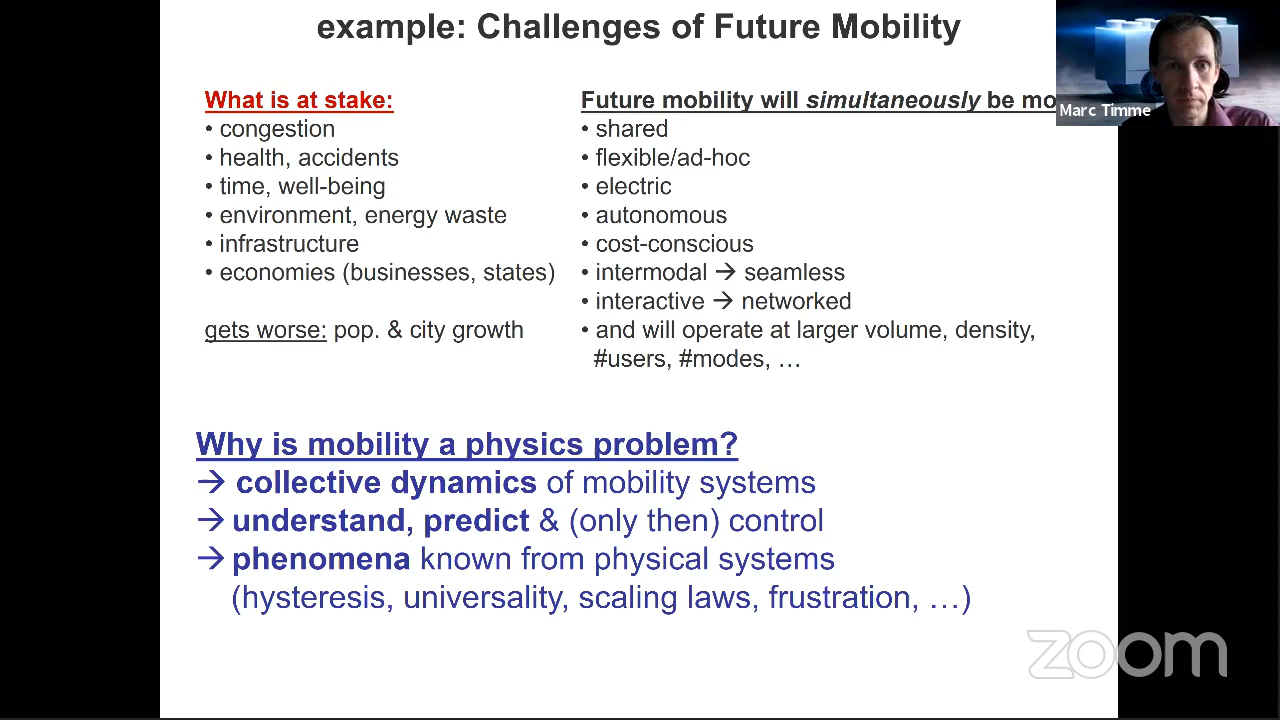 example: Challenges of Future Mobility
What is at stake:
• congestion
• health, accidents
• time, well-being
• environment, energy waste
• infrastructure
• economies (businesses, states)
gets worse: pop. & city growth
Future mobility will simultaneously be mo
• shared
• flexible/ad-hoc
• electric
• autonomous
• cost-conscious
• intermodal → seamless
• interactive → networked
• and will operate at larger volume, density,
#users, #modes, …
Marc Timme
Why is mobility a physics problem?
→ collective dynamics of mobility systems
→ understand, predict & (only then) control
→ phenomena known from physical systems
(hysteresis, universality, scaling laws, frustration, …)
zoom